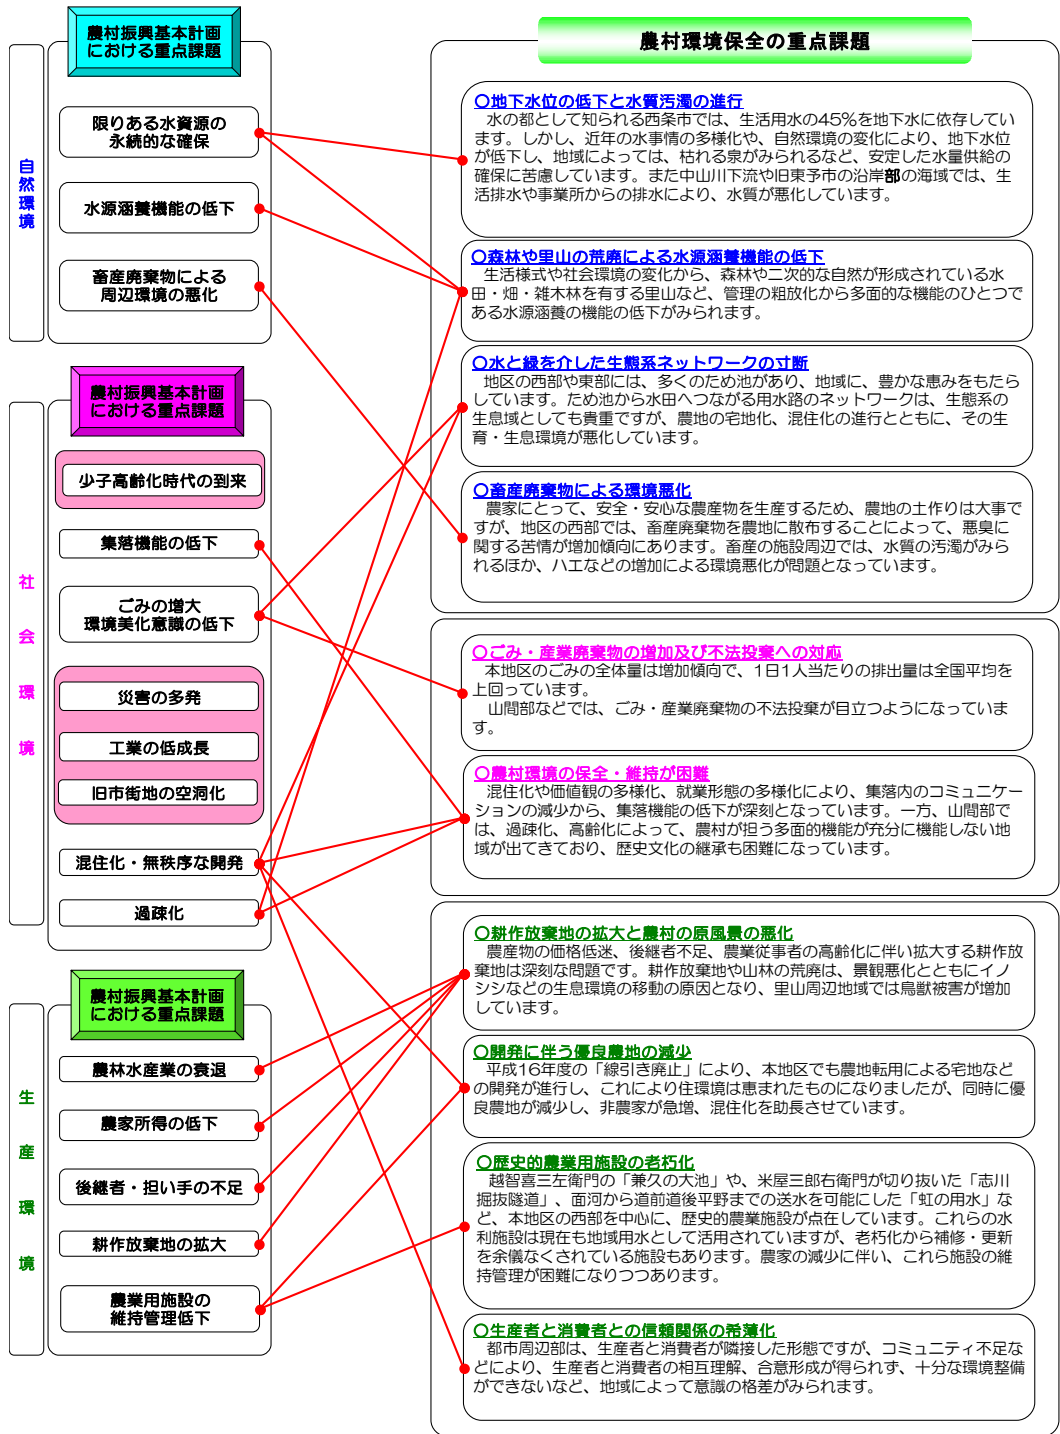 農村振興基本計画
における重点課題
自然環境
限りある水資源の
永続的な確保
水源涵養機能の低下
畜産廃棄物による
周辺環境の悪化
農村振興基本計画
における重点課題
社会環境
少子高齢化時代の到来
集落機能の低下
ごみの増大
環境美化意識の低下
災害の多発
工業の低成長
旧市街地の空洞化
混住化・無秩序な開発
過疎化
農村振興基本計画
における重点課題
生産環境
農林水産業の衰退
農家所得の低下
後継者・担い手の不足
耕作放棄地の拡大
農業用施設の
維持管理低下
農村環境保全の重点課題
○地下水位の低下と水質汚濁の進行
水の都として知られる西条市では、生活用水の45%を地下水に依存してい
ます。しかし、近年の水事情の多様化や、自然環境の変化により、地下水位
が低下し、地域によっては、枯れる泉がみられるなど、安定した水量供給の
確保に苦慮しています。また中山川下流や旧東予市の沿岸部の海域では、生
活排水や事業所からの排水により、水質が悪化しています。
○森林や里山の荒廃による水源涵養機能の低下
生活様式や社会環境の変化から、森林や二次的な自然が形成されている水
田・畑・雑木林を有する里山など、管理の粗放化から多面的な機能のひとつで
ある水源涵養の機能の低下がみられます。
○水と緑を介した生態系ネットワークの寸断
地区の西部や東部には、多くのため池があり、地域に、豊かな恵みをもたら
しています。ため池から水田へつながる用水路のネットワークは、生態系の
生息域としても貴重ですが、農地の宅地化、混住化の進行とともに、その生
育・生息環境が悪化しています。
○畜産廃棄物による環境悪化
農家にとって、安全・安心な農産物を生産するため、農地の土作りは大事で
すが、地区の西部では、畜産廃棄物を農地に散布することによって、悪臭に
関する苦情が増加傾向にあります。畜産の施設周辺では、水質の汚濁がみら
れるほか、ハエなどの増加による環境悪化が問題となっています。
○ごみ・産業廃棄物の増加及び不法投棄への対応
本地区のごみの全体量は増加傾向で、1日1人当たりの排出量は全国平均を
上回っています。
山間部などでは、ごみ・産業廃棄物の不法投棄が目立つようになっていま
す。
○農村環境の保全・維持が困難
混住化や価値観の多様化、就業形態の多様化により、集落内のコミュニケー
ションの減少から、集落機能の低下が深刻となっています。一方、山間部で
は、過疎化、高齢化によって、農村が担う多面的機能が充分に機能しない地
域が出てきており、歴史文化の継承も困難になっています。
○耕作放棄地の拡大と農村の原風景の悪化
農産物の価格低迷、後継者不足、農業従事者の高齢化に伴い拡大する耕作放
棄地は深刻な問題です。耕作放棄地や山林の荒廃は、景観悪化とともにイノ
シシなどの生息環境の移動の原因となり、里山周辺地域では鳥獣被害が増加
しています。
○開発に伴う優良農地の減少
平成16年度の「線引き廃止」により、本地区でも農地転用による宅地など
の開発が進行し、これにより住環境は恵まれたものになりましたが、同時に優
良農地が減少し、非農家が急増、混住化を助長させています。
○歴史的農業用施設の老朽化
越智喜三左衛門の「兼久の大池」や、米屋三郎右衛門が切り抜いた「志川
掘抜隧道」、面河から道前道後平野までの送水を可能にした「虹の用水」な
ど、本地区の西部を中心に、歴史的農業施設が点在しています。これらの水
利施設は現在も地域用水として活用されていますが、老朽化から補修・更新
を余儀なくされている施設もあります。農家の減少に伴い、これら施設の維
持管理が困難になりつつあります。
○生産者と消費者との信頼関係の希薄化
都市周辺部は、生産者と消費者が隣接した形態ですが、コミュニティ不足な
どにより、生産者と消費者の相互理解、合意形成が得られず、十分な環境整備
ができないなど、地域によって意識の格差がみられます。